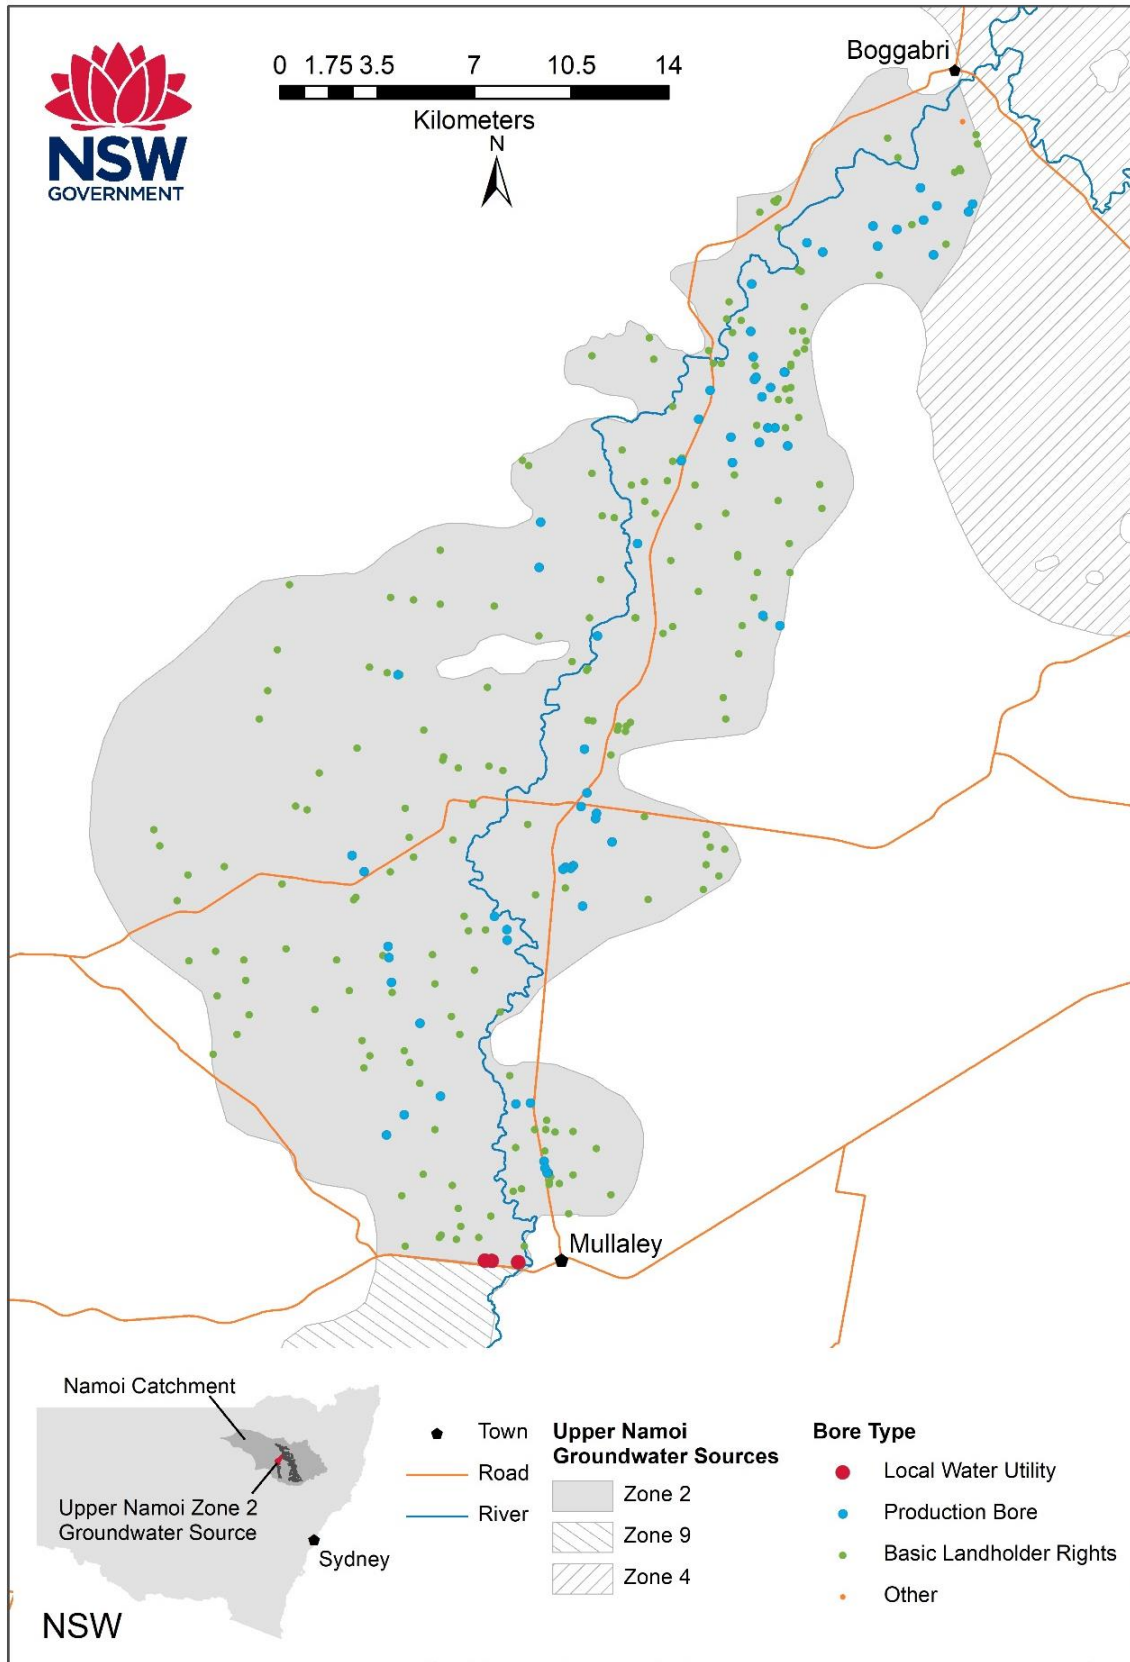 NSW
GOVERNMENT
0 1.75 3.5 7 10.5 14
Kilometers
N
Boggabri
Mullaley
Namoi Catchment
Upper Namoi Zone 2
Groundwater Source
Sydney
NSW
Town
Road
River
Upper Namoi
Groundwater Sources
Zone 2
Zone 9
Zone 4
Bore Type
Local Water Utility
Production Bore
Basic Landholder Rights
Other